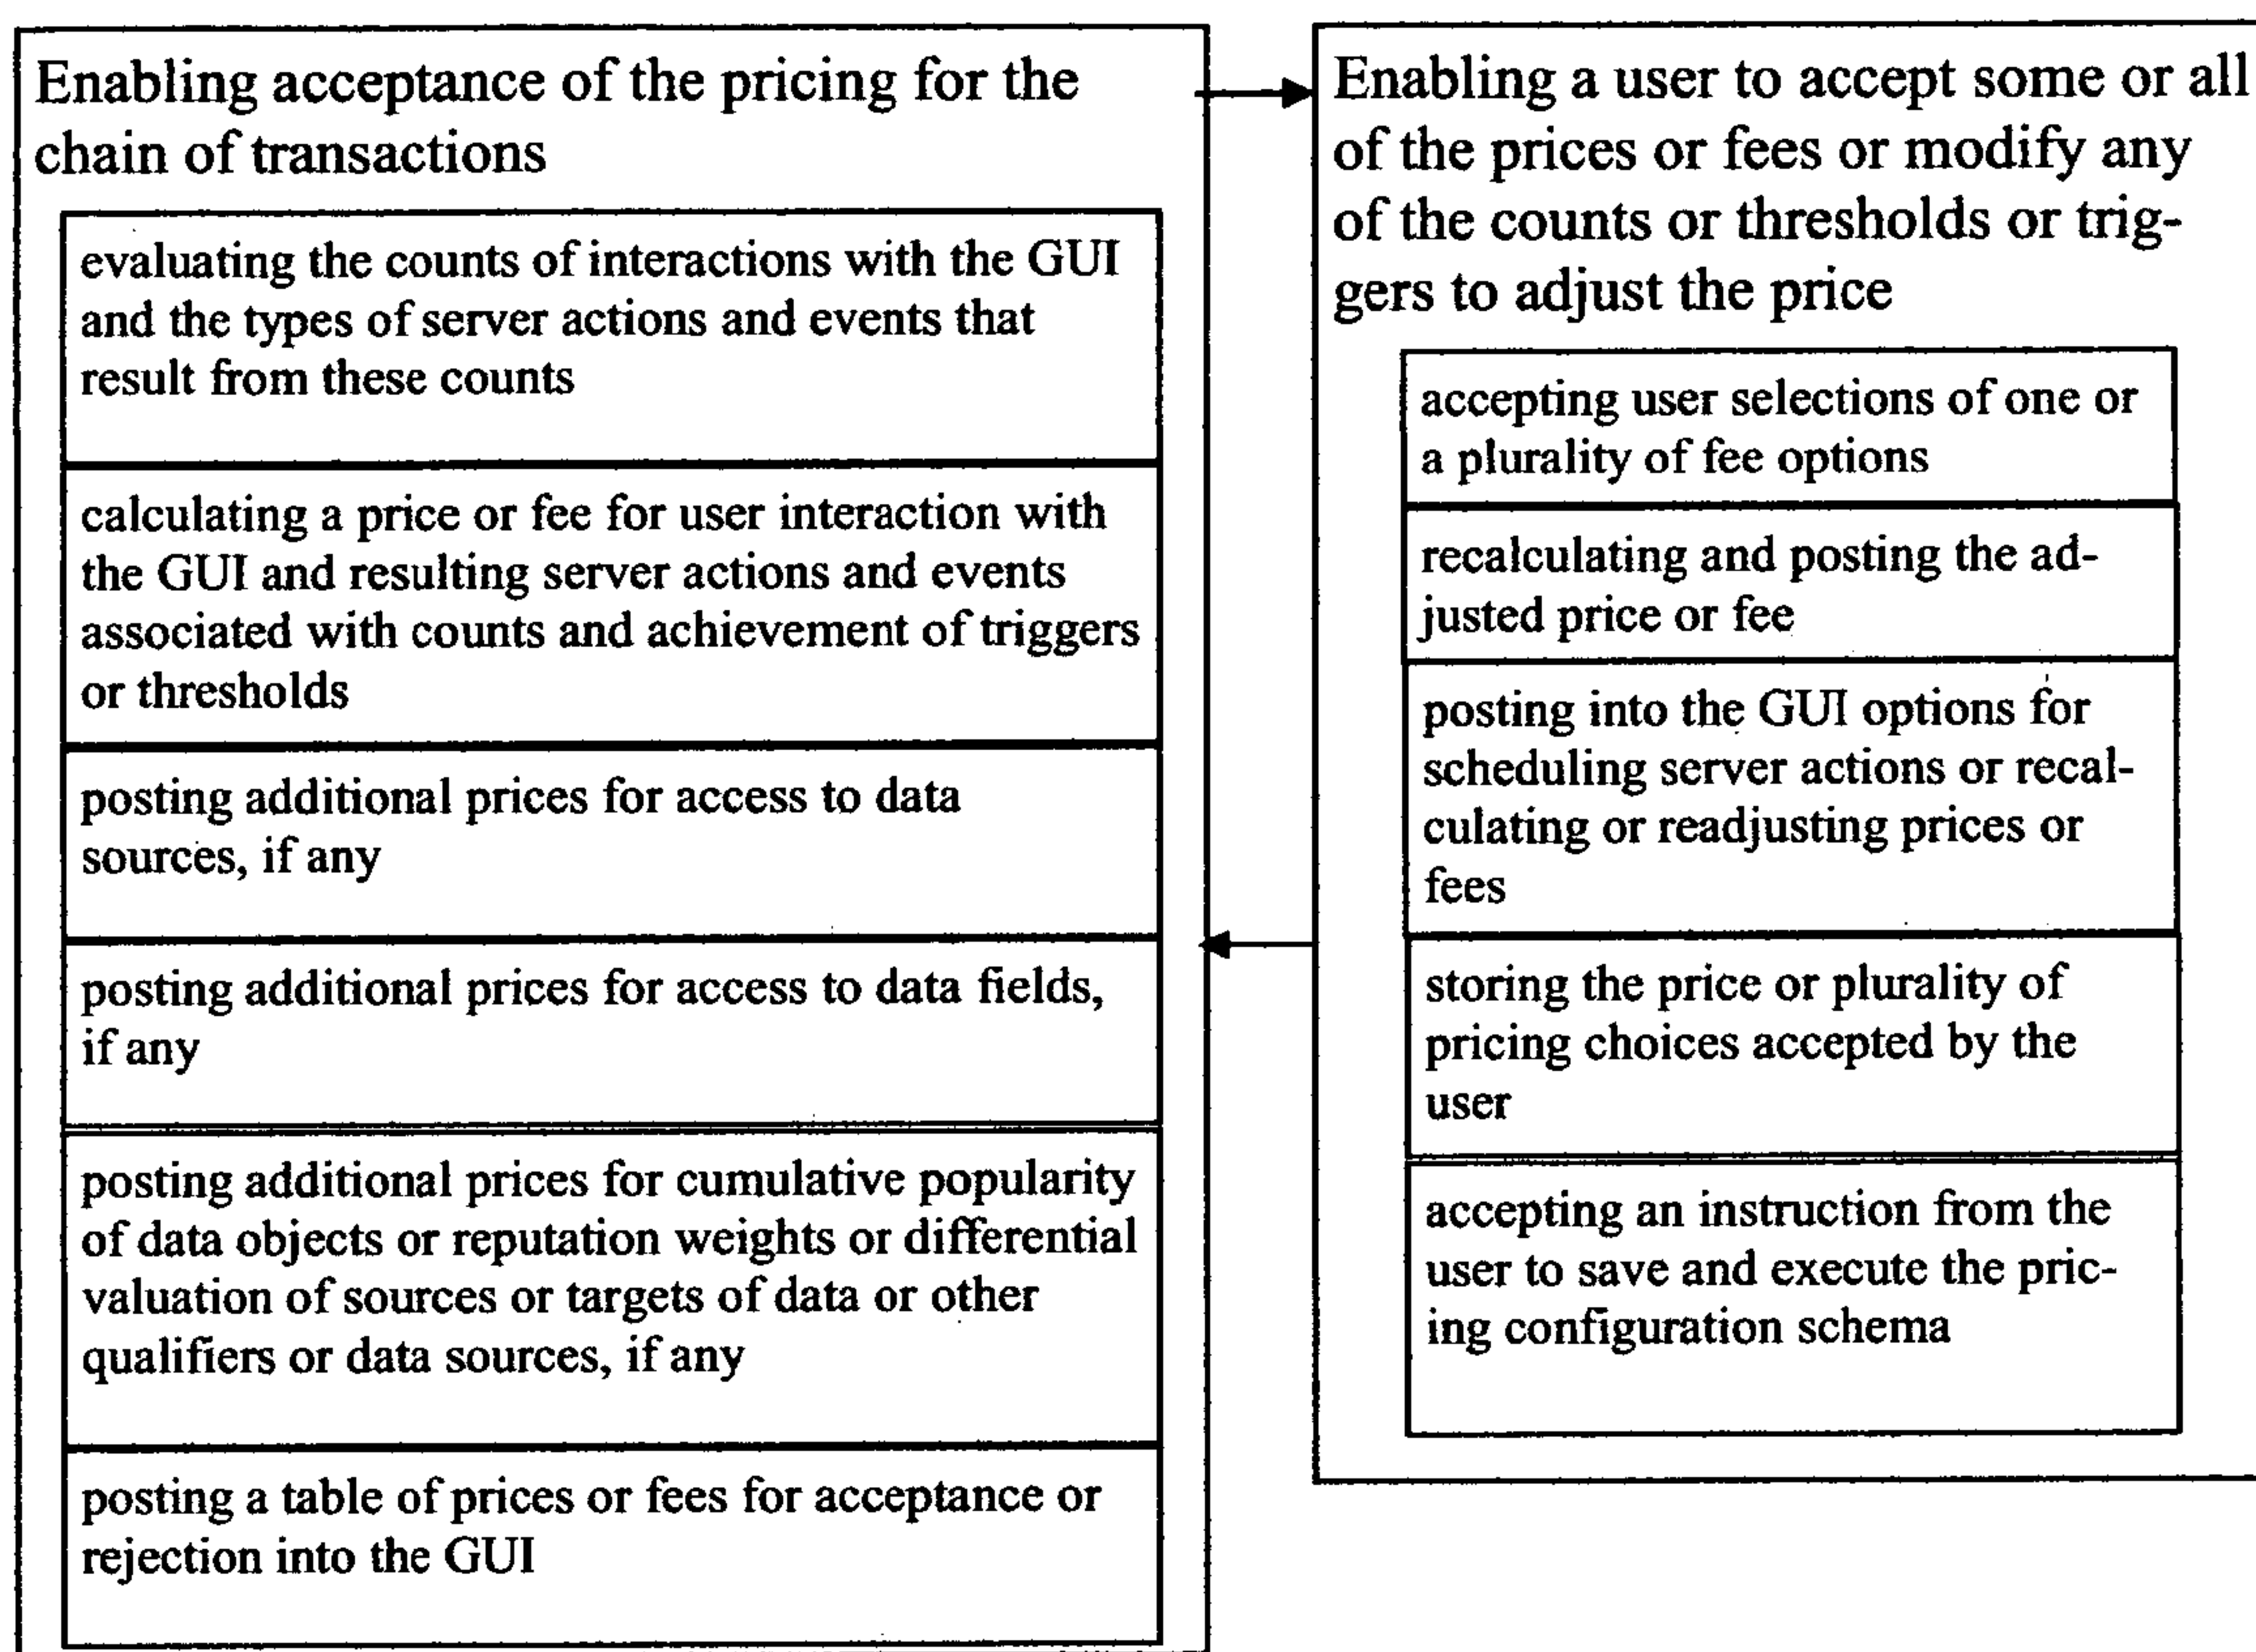 Enabling acceptance of the pricing for the
chain of transactions
evaluating the counts of interactions with the GUI
and the types of server actions and events that
result from these counts
calculating a price or fee for user interaction with
the GUI and resulting server actions and events
associated with counts and achievement of triggers
or thresholds
posting additional prices for access to data
sources, if any
posting additional prices for access to data fields,
if any
posting additional prices for cumulative popularity
of data objects or reputation weights or differential
valuation of sources or targets of data or other
qualifiers or data sources, if any
posting a table of prices or fees for acceptance or
rejection into the GUI
Enabling a user to accept some or all
of the prices or fees or modify any
of the counts or thresholds or trig-
gers to adjust the price
accepting user selections of one or
a plurality of fee options
recalculating and posting the ad-
justed price or fee
posting into the GUI options for
scheduling server actions or recal-
culating or readjusting prices or
fees
storing the price or plurality of
pricing choices accepted by the
user
accepting an instruction from the
user to save and execute the pric-
ing configuration schema